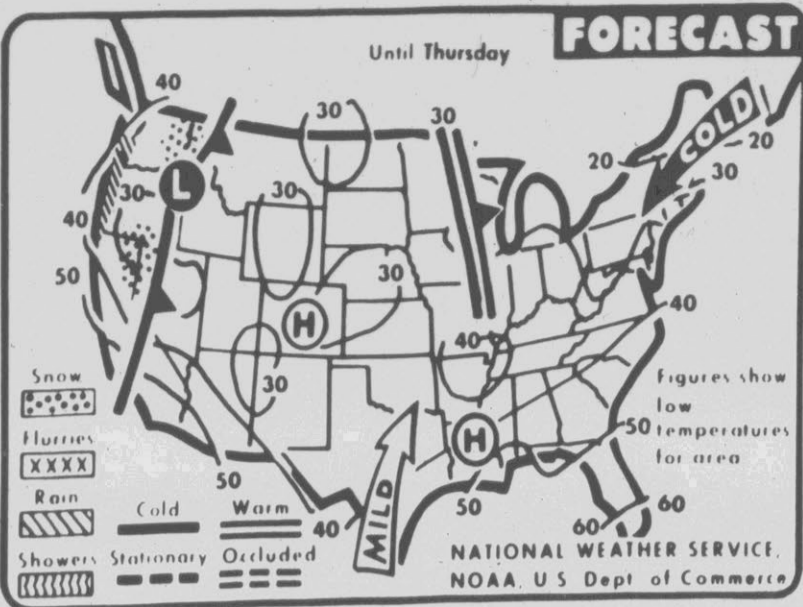 FORECAST
Until Thursday
40
30
30
COLD
20
20
30
30
L
30
40
50
30
40
H
40
30
H
Figures show
low
temperatures
for area
Snow
Flurries
XXXX
Rain
Showers
Cold
Warm
Stationary
Occluded
50
40
MILD
50
50
60
60
NATIONAL WEATHER SERVICE,
NOAA, U S Dept of Commerce